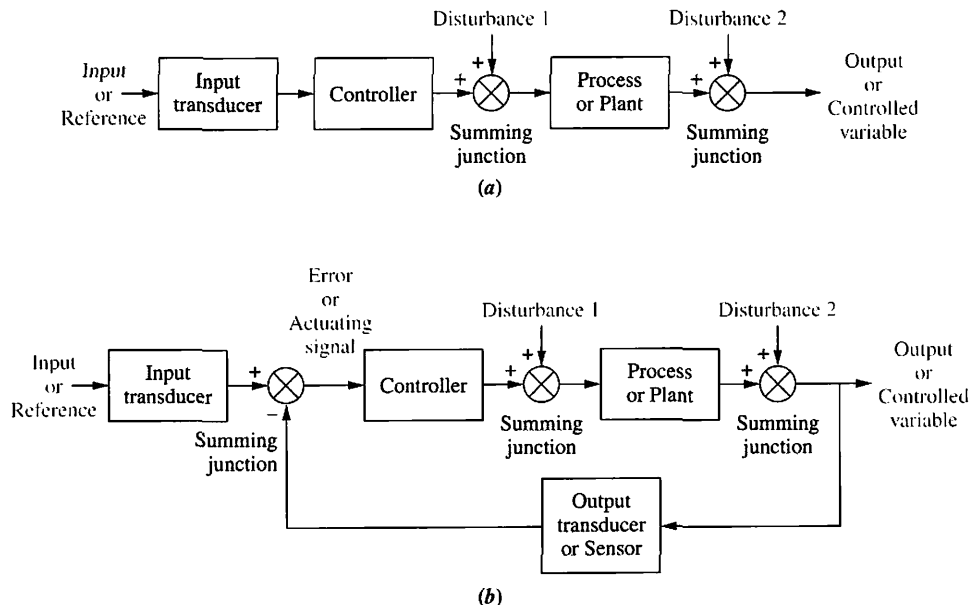 Disturbance 1
Disturbance 2
Input
or
Reference
Input
transducer
Controller
+
+
Summing
junction
Process
or Plant
+
+
Summing
junction
Output
or
Controlled
variable
(a)
Error
or
Actuating
signal
Disturbance 1
Disturbance 2
Input
or
Reference
Input
transducer
+
−
Summing
junction
Controller
+
+
Summing
junction
Process
or Plant
+
+
Summing
junction
Output
or
Controlled
variable
Output
transducer
or Sensor
(b)